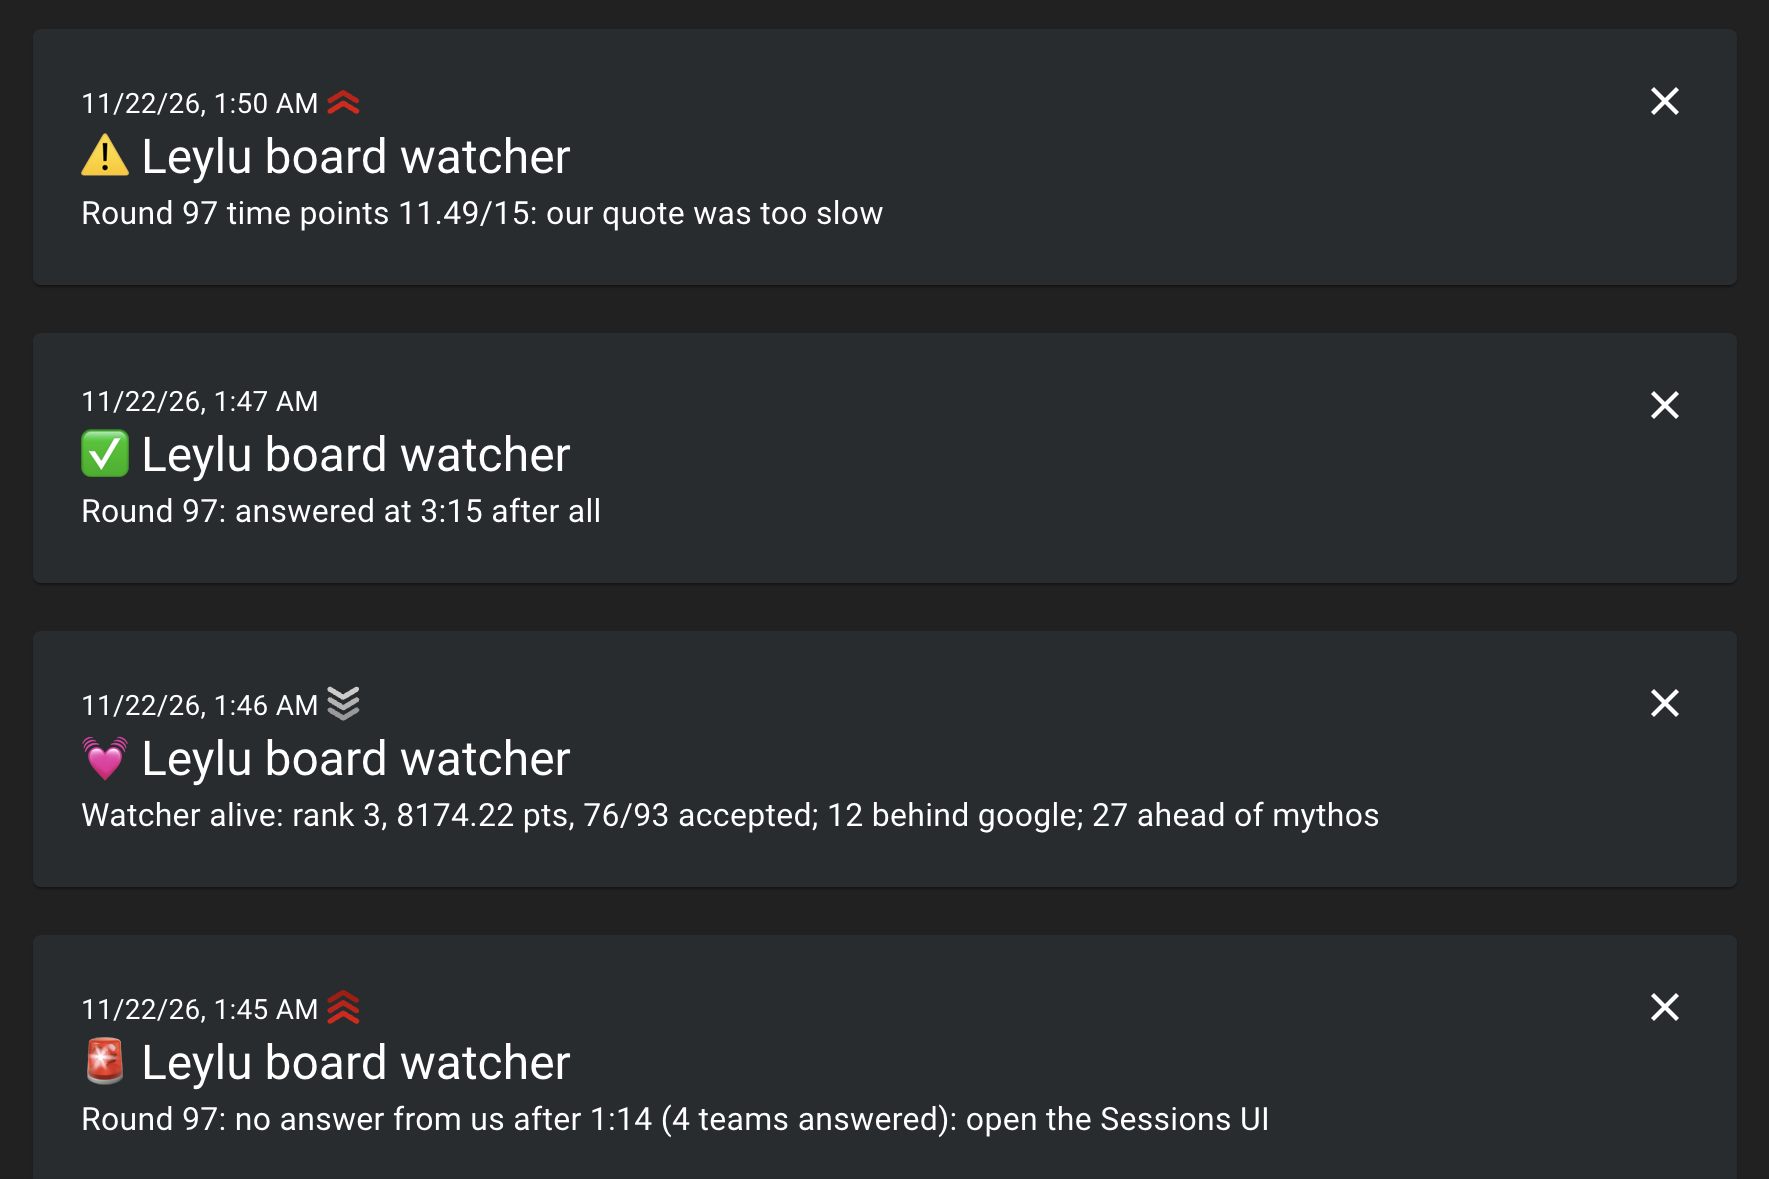 11/22/26, 1:50 AM
⚠️ Leylu board watcher
Round 97 time points 11.49/15: our quote was too slow
11/22/26, 1:47 AM
✅ Leylu board watcher
Round 97: answered at 3:15 after all
11/22/26, 1:46 AM
💓 Leylu board watcher
Watcher alive: rank 3, 8174.22 pts, 76/93 accepted; 12 behind google; 27 ahead of mythos
11/22/26, 1:45 AM
🚨 Leylu board watcher
Round 97: no answer from us after 1:14 (4 teams answered): open the Sessions UI